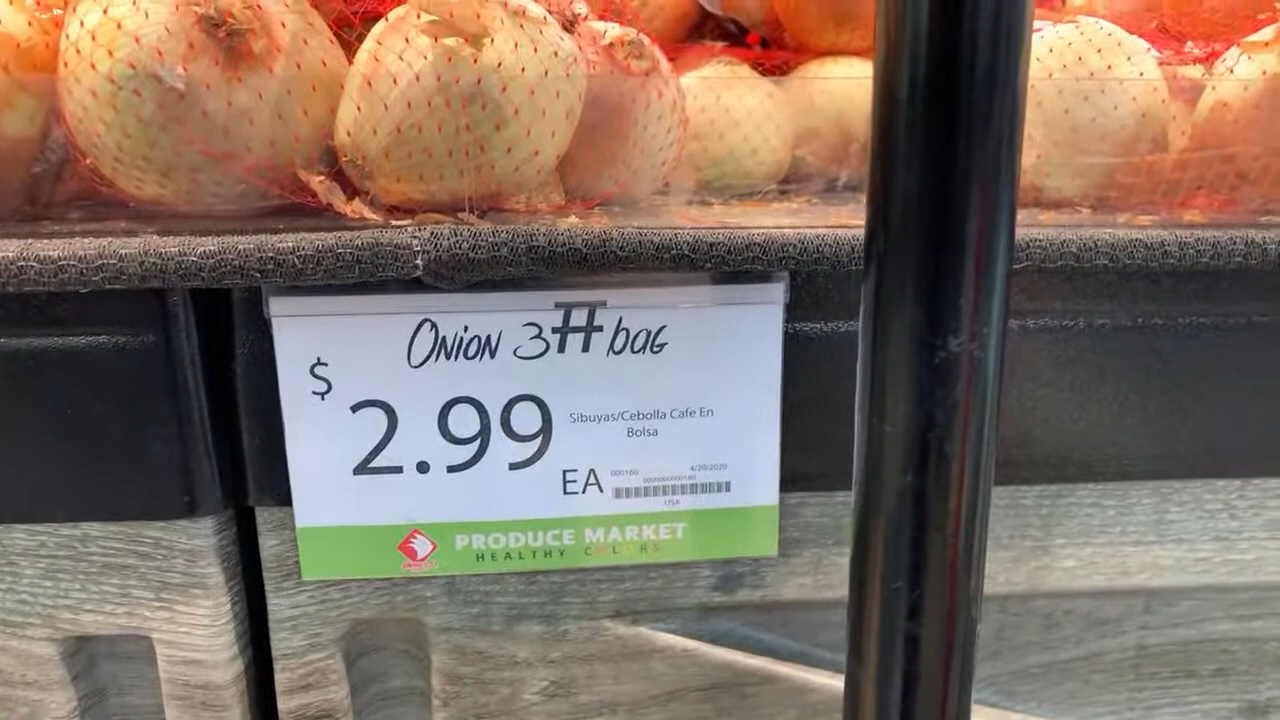 Onion 3# bag
$
2.99
Sibuyas/Cebolla Cafe En
Bolsa
EA
000160
4/20/2020
USA
PRODUCE MARKET
HEALTHY COLORS